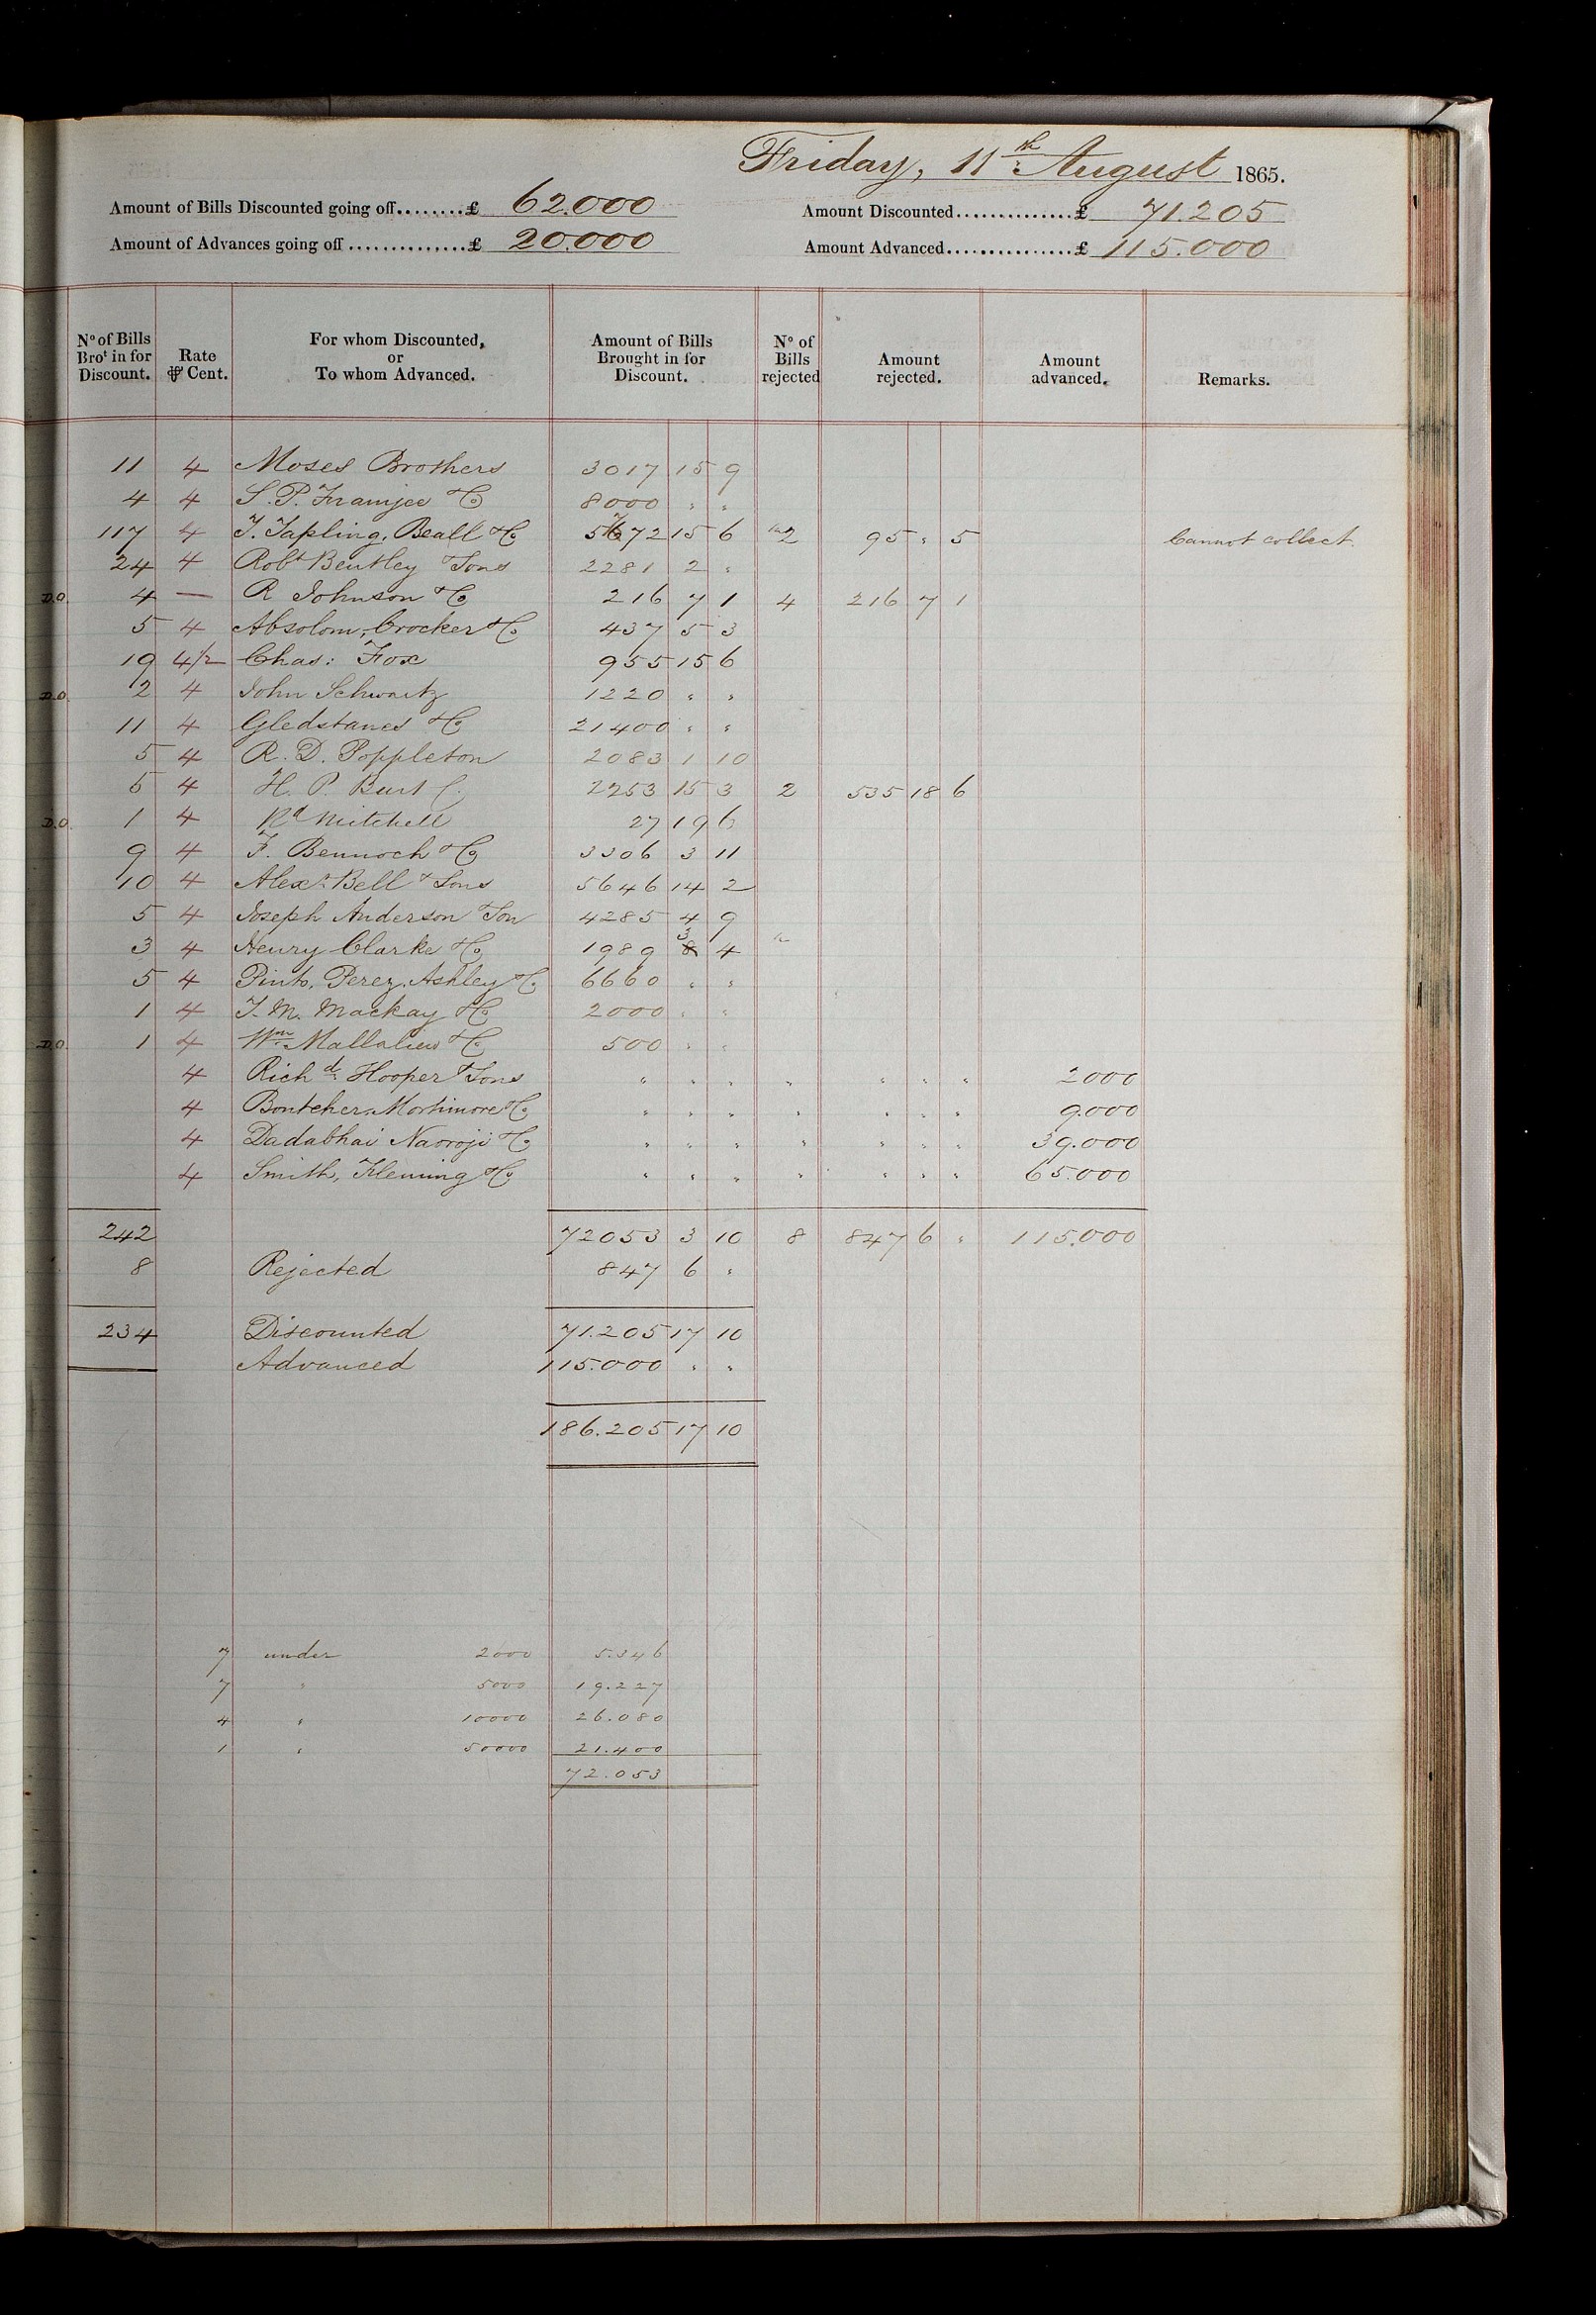 Friday, 11th August 1865.
Amount of Bills Discounted going off........£ 62.000 Amount Discounted..............£ 71.205
Amount of Advances going off..............£ 20.000 Amount Advanced...............£ 115.000
No of Bills Brot in for Discount. Rate ⅌ Cent. For whom Discounted, or To whom Advanced. Amount of Bills Brought in for Discount. No of Bills rejected Amount rejected. Amount advanced. Remarks.
11 4 Moses Brothers 3017 15 9
4 4 S. P. Framjee & Co 8000 " "
117 4 T. Tapling, Beall & Co 5772 15 6 2 95 " 5 Cannot collect.
24 4 Robt Bentley & Sons 2281 2 "
D.O. 4 — R Johnson & Co 216 7 1 4 216 7 1
5 4 Absolom, Crocker & Co 437 5 3
19 4½ Chas: Fox 955 15 6
D.O. 2 4 John Schwartz 1220 " "
11 4 Gledstanes & Co 21400 " "
5 4 R. D. Poppleton 2083 1 10
5 4 H. P. Burt 2253 15 3 2 535 18 6
D.O. 1 4 Rd Mitchell 27 19 6
9 4 F. Bennoch & Co 3306 3 11
10 4 Alexr Bell & Sons 5646 14 2
5 4 Joseph Anderson & Son 4285 4 9
3 4 Henry Clarke & Co 1989 3 4
5 4 Pinto, Perez, Ashley & Co 6660 " "
1 4 T. M. Mackay & Co 2000 " "
D.O. 1 4 Wm Mallalieu & Co 500 " "
4 Richd Hooper & Sons " " " " " " " 2000
4 Boutcher, Mortimore & Co " " " " " " " 9.000
4 Dadabhai Naoroji & Co " " " " " " " 39.000
4 Smith, Fleming & Co " " " " " " " 65.000
242 72053 3 10 8 847 6 " 115.000
8 Rejected 847 6 "
234 Discounted 71.205 17 10
Advanced 115.000 " "
186.205 17 10
7 under 2000 5.346
7 " 5000 19.227
4 " 10000 26.080
1 " 50000 21.400
72.053